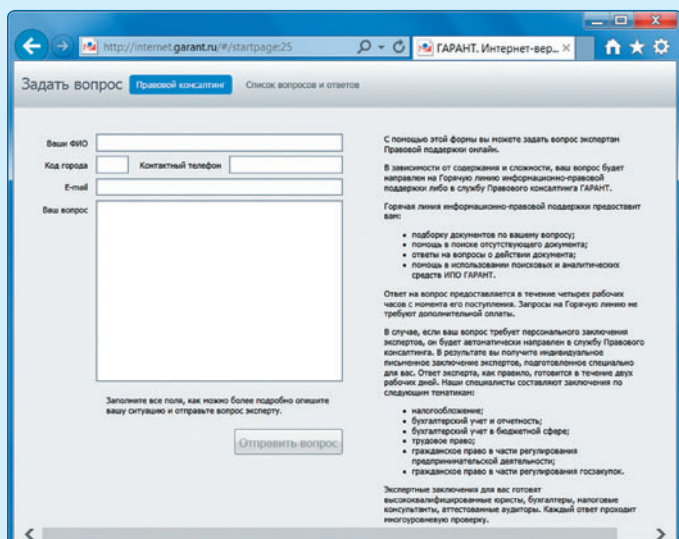 http://internet.garant.ru/#/startpage:25
ГАРАНТ. Интернет-вер...
Задать вопрос Правовой консалтинг Список вопросов и ответов
Ваши ФИО
Код города Контактный телефон
E-mail
Ваш вопрос
Заполните все поля, как можно более подробно опишите
вашу ситуацию и отправьте вопрос эксперту.
Отправить вопрос
С помощью этой формы вы можете задать вопрос экспертам
Правовой поддержки онлайн.
В зависимости от содержания и сложности, ваш вопрос будет
направлен на Горячую линию информационно-правовой
поддержки либо в службу Правового консалтинга ГАРАНТ.
Горячая линия информационно-правовой поддержки предоставит
вам:
• подборку документов по вашему вопросу;
• помощь в поиске отсутствующего документа;
• ответы на вопросы о действии документа;
• помощь в использовании поисковых и аналитических
средств ИПО ГАРАНТ.
Ответ на вопрос предоставляется в течение четырех рабочих
часов с момента его поступления. Запросы на Горячую линию не
требуют дополнительной оплаты.
В случае, если ваш вопрос требует персонального заключения
экспертов, он будет автоматически направлен в службу Правового
консалтинга. В результате вы получите индивидуальное
письменное заключение экспертов, подготовленное специально
для вас. Ответ эксперта, как правило, готовится в течение двух
рабочих дней. Наши специалисты составляют заключения по
следующим тематикам:
• налогообложение;
• бухгалтерский учет и отчетность;
• бухгалтерский учет в бюджетной сфере;
• трудовое право;
• гражданское право в части регулирования
предпринимательской деятельности;
• гражданское право в части регулирования госзакупок.
Экспертные заключения для вас готовят
высококвалифицированные юристы, бухгалтеры, налоговые
консультанты, аттестованные аудиторы. Каждый ответ проходит
многоуровневую проверку.